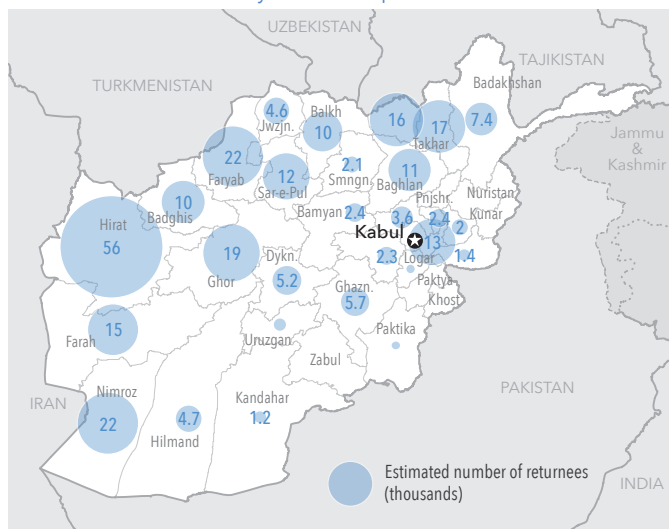 UZBEKISTAN
TAJIKISTAN
TURKMENISTAN
Badakhshan
4.6
Jwzjn.
Balkh
10
16
17
Takhar
7.4
Jammu
&
Kashmir
22
Faryab
12
Sar-e-Pul
2.1
Smngn.
11
Baghlan
Pnjshr.
Nuristan
Kunar
10
Badghis
Bamyan
2.4
3.6
2.4
2
Hirat
56
Kabul
13
19
Ghor
Dykn.
5.2
2.3
Logar
1.4
Paktya
Khost
Ghazn.
5.7
15
Farah
Uruzgan
Paktika
Zabul
IRAN
Nimroz
22
4.7
Hilmand
Kandahar
1.2
PAKISTAN
Estimated number of returnees
(thousands)
INDIA